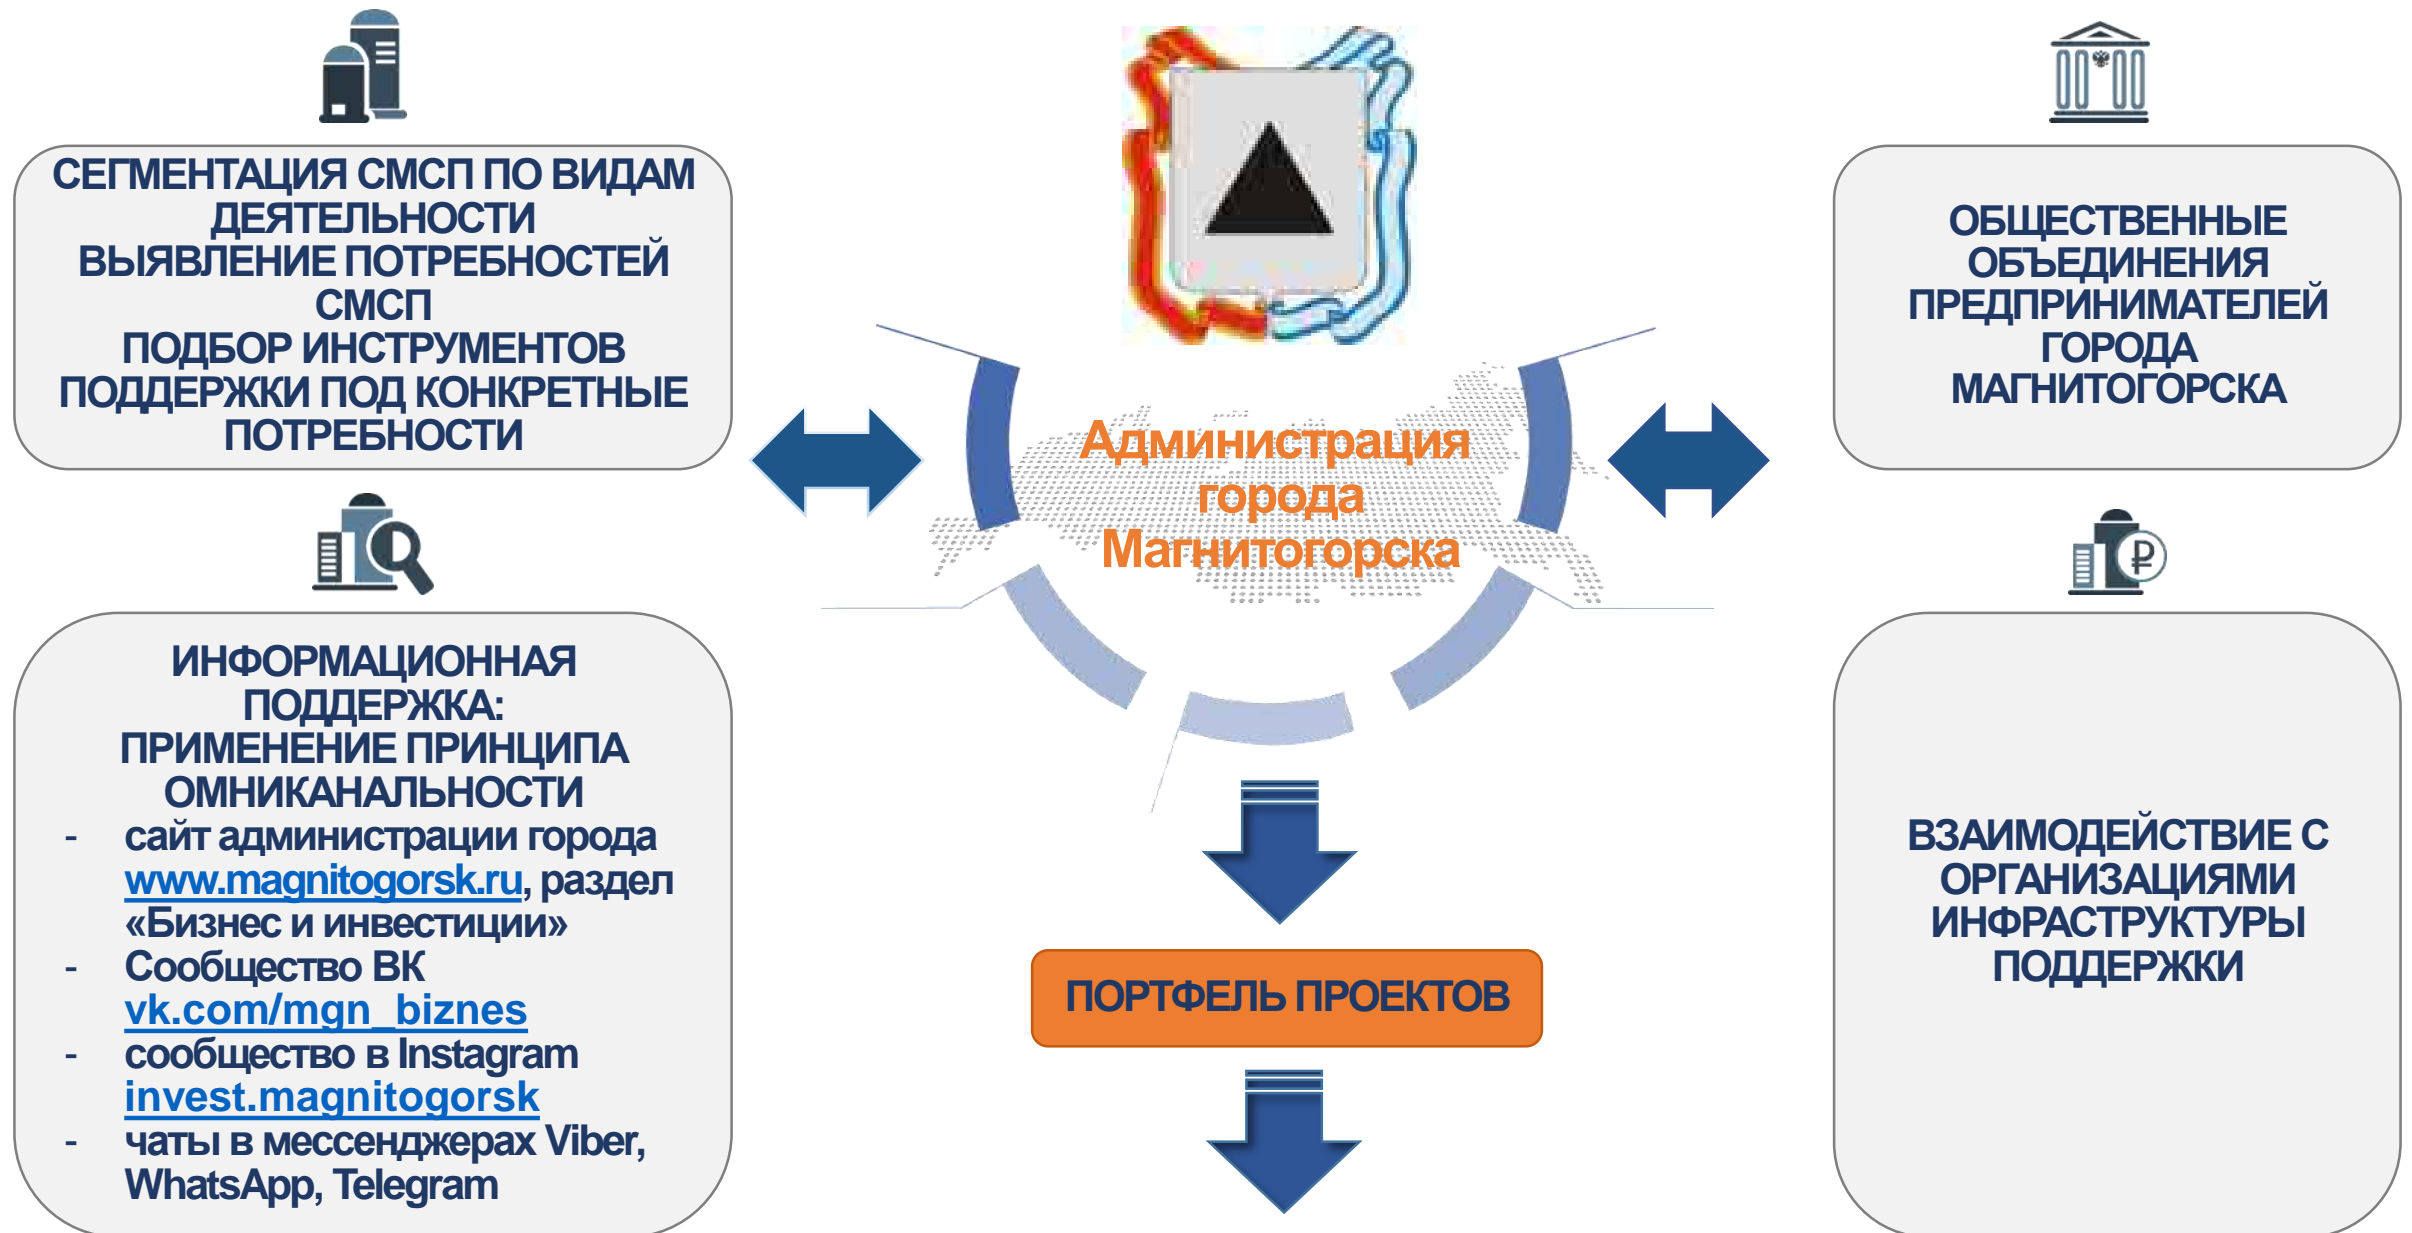 СЕГМЕНТАЦИЯ СМСП ПО ВИДАМ
ДЕЯТЕЛЬНОСТИ
ВЫЯВЛЕНИЕ ПОТРЕБНОСТЕЙ
СМСП
ПОДБОР ИНСТРУМЕНТОВ
ПОДДЕРЖКИ ПОД КОНКРЕТНЫЕ
ПОТРЕБНОСТИ
ИНФОРМАЦИОННАЯ
ПОДДЕРЖКА:
ПРИМЕНЕНИЕ ПРИНЦИПА
ОМНИКАНАЛЬНОСТИ
- сайт администрации города
www.magnitogorsk.ru, раздел
«Бизнес и инвестиции»
- Сообщество ВК
vk.com/mgn_biznes
- сообщество в Instagram
invest.magnitogorsk
- чаты в мессенджерах Viber,
WhatsApp, Telegram
Администрация
города
Магнитогорска
ПОРТФЕЛЬ ПРОЕКТОВ
ОБЩЕСТВЕННЫЕ
ОБЪЕДИНЕНИЯ
ПРЕДПРИНИМАТЕЛЕЙ
ГОРОДА
МАГНИТОГОРСКА
₽
ВЗАИМОДЕЙСТВИЕ С
ОРГАНИЗАЦИЯМИ
ИНФРАСТРУКТУРЫ
ПОДДЕРЖКИ